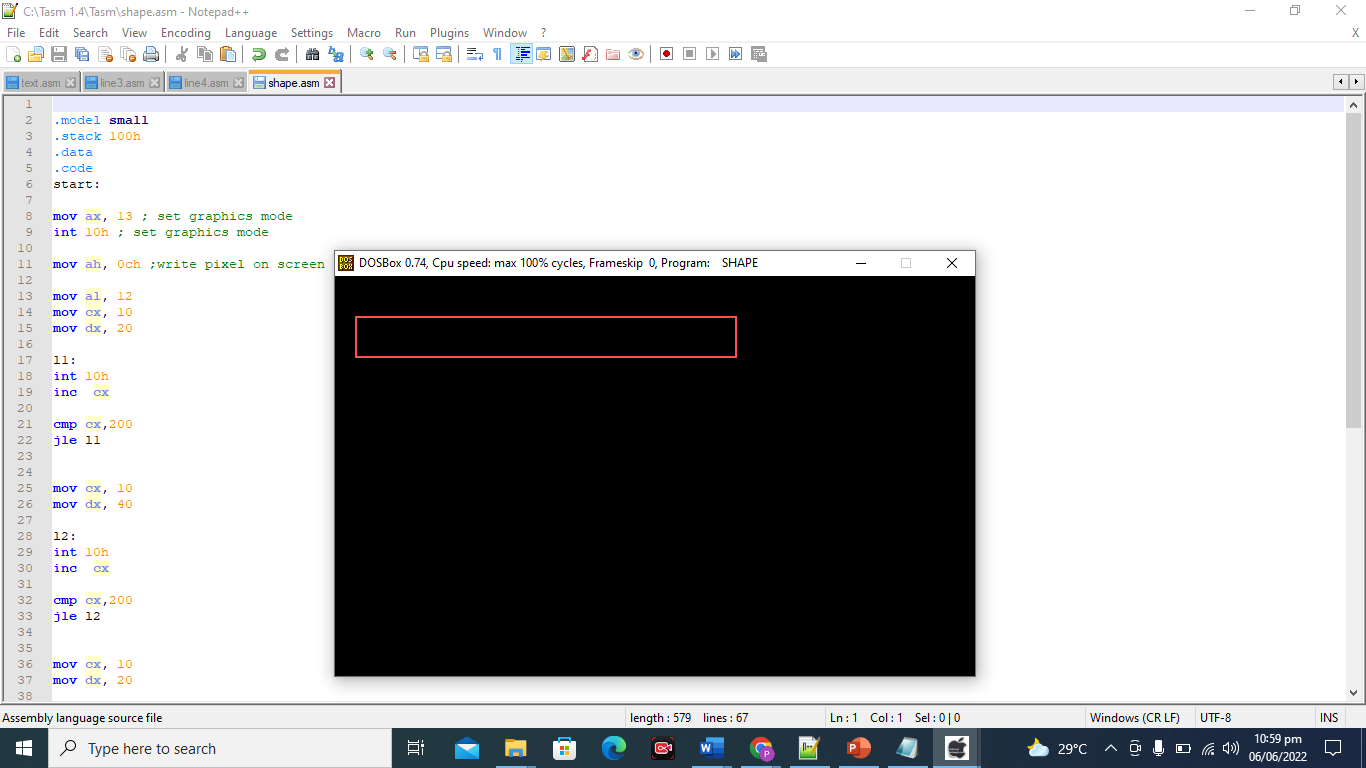 C:\Tasm 1.4\Tasm\shape.asm - Notepad++
File Edit Search View Encoding Language Settings Macro Run Plugins Window ? X
text.asm line3.asm line4.asm shape.asm
1
2 .model small
3 .stack 100h
4 .data
5 .code
6 start:
7
8 mov ax, 13 ; set graphics mode
9 int 10h ; set graphics mode
10
11 mov ah, 0ch ;write pixel on screen
12
13 mov al, 12
14 mov cx, 10
15 mov dx, 20
16
17 l1:
18 int 10h
19 inc  cx
20
21 cmp cx,200
22 jle l1
23
24
25 mov cx, 10
26 mov dx, 40
27
28 l2:
29 int 10h
30 inc  cx
31
32 cmp cx,200
33 jle l2
34
35
36 mov cx, 10
37 mov dx, 20
38
DOS BOX
DOSBox 0.74, Cpu speed: max 100% cycles, Frameskip 0, Program: SHAPE
Assembly language source file length : 579 lines : 67 Ln : 1 Col : 1 Sel : 0 | 0 Windows (CR LF) UTF-8 INS
Type here to search
29°C
10:59 pm
06/06/2022